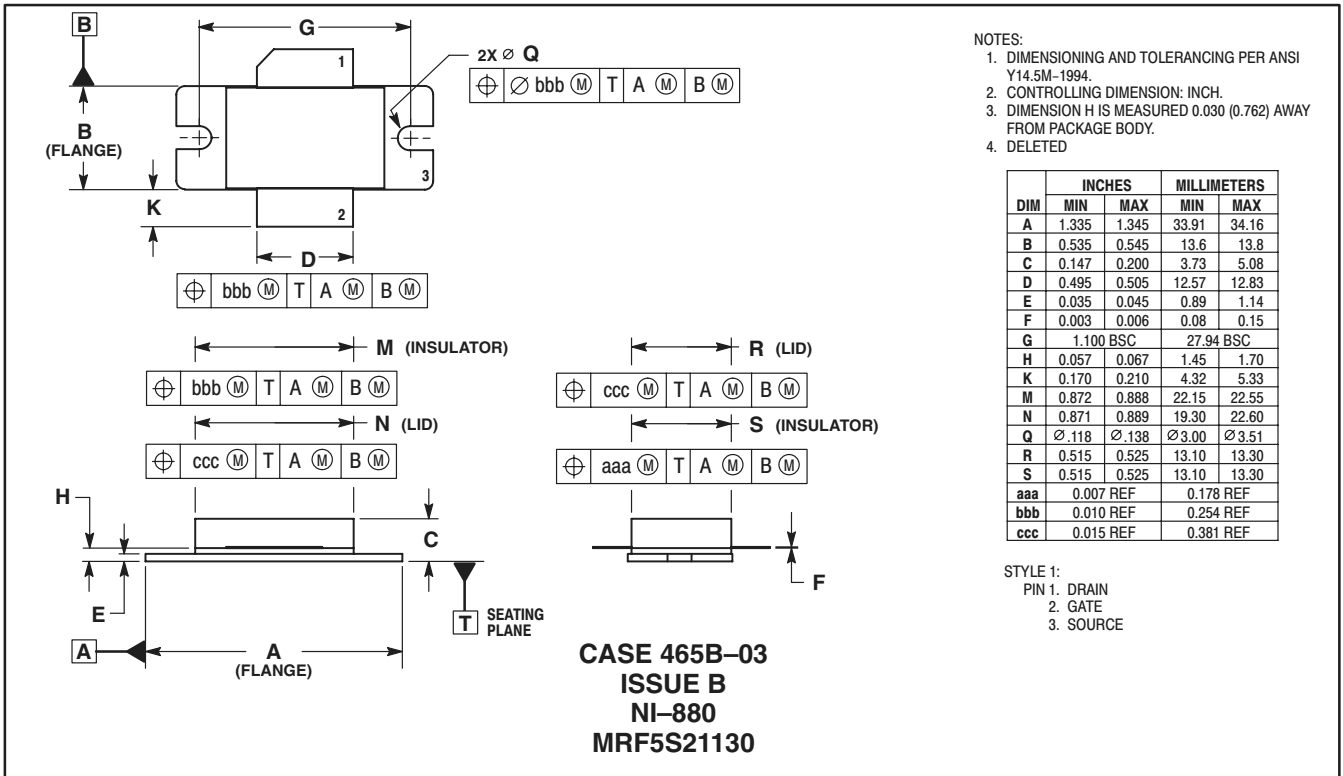 B
G
1
2X ∅ Q
⌖ ∅ bbb Ⓜ T A Ⓜ B Ⓜ
B
(FLANGE)
3
K
2
D
⌖ bbb Ⓜ T A Ⓜ B Ⓜ
M (INSULATOR)
⌖ bbb Ⓜ T A Ⓜ B Ⓜ
N (LID)
⌖ ccc Ⓜ T A Ⓜ B Ⓜ
R (LID)
⌖ ccc Ⓜ T A Ⓜ B Ⓜ
S (INSULATOR)
⌖ aaa Ⓜ T A Ⓜ B Ⓜ
H
C
E
F
T SEATING
PLANE
A
A
(FLANGE)
CASE 465B–03
ISSUE B
NI–880
MRF5S21130
NOTES:
1. DIMENSIONING AND TOLERANCING PER ANSI
Y14.5M–1994.
2. CONTROLLING DIMENSION: INCH.
3. DIMENSION H IS MEASURED 0.030 (0.762) AWAY
FROM PACKAGE BODY.
4. DELETED
INCHES MILLIMETERS
DIM MIN MAX MIN MAX
A 1.335 1.345 33.91 34.16
B 0.535 0.545 13.6 13.8
C 0.147 0.200 3.73 5.08
D 0.495 0.505 12.57 12.83
E 0.035 0.045 0.89 1.14
F 0.003 0.006 0.08 0.15
G 1.100 BSC 27.94 BSC
H 0.057 0.067 1.45 1.70
K 0.170 0.210 4.32 5.33
M 0.872 0.888 22.15 22.55
N 0.871 0.889 19.30 22.60
Q ∅.118 ∅.138 ∅3.00 ∅3.51
R 0.515 0.525 13.10 13.30
S 0.515 0.525 13.10 13.30
aaa 0.007 REF 0.178 REF
bbb 0.010 REF 0.254 REF
ccc 0.015 REF 0.381 REF
STYLE 1:
PIN 1. DRAIN
2. GATE
3. SOURCE